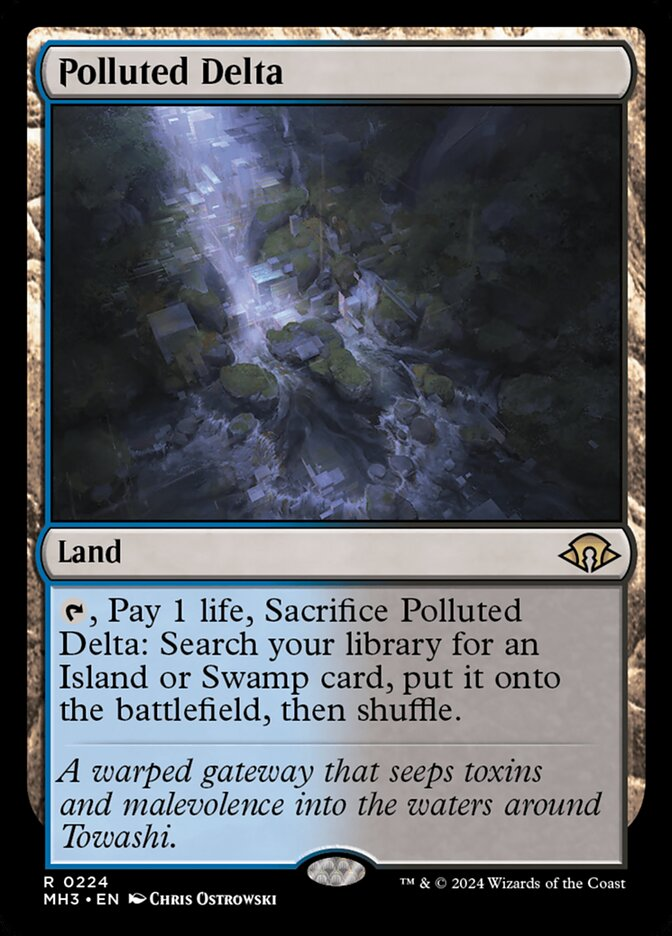 Polluted Delta
Land
, Pay 1 life, Sacrifice Polluted
Delta: Search your library for an
Island or Swamp card, put it onto
the battlefield, then shuffle.
A warped gateway that seeps toxins
and malevolence into the waters around
Towashi.
R 0224
MH3 • EN Chris Ostrowski
™ & © 2024 Wizards of the Coast